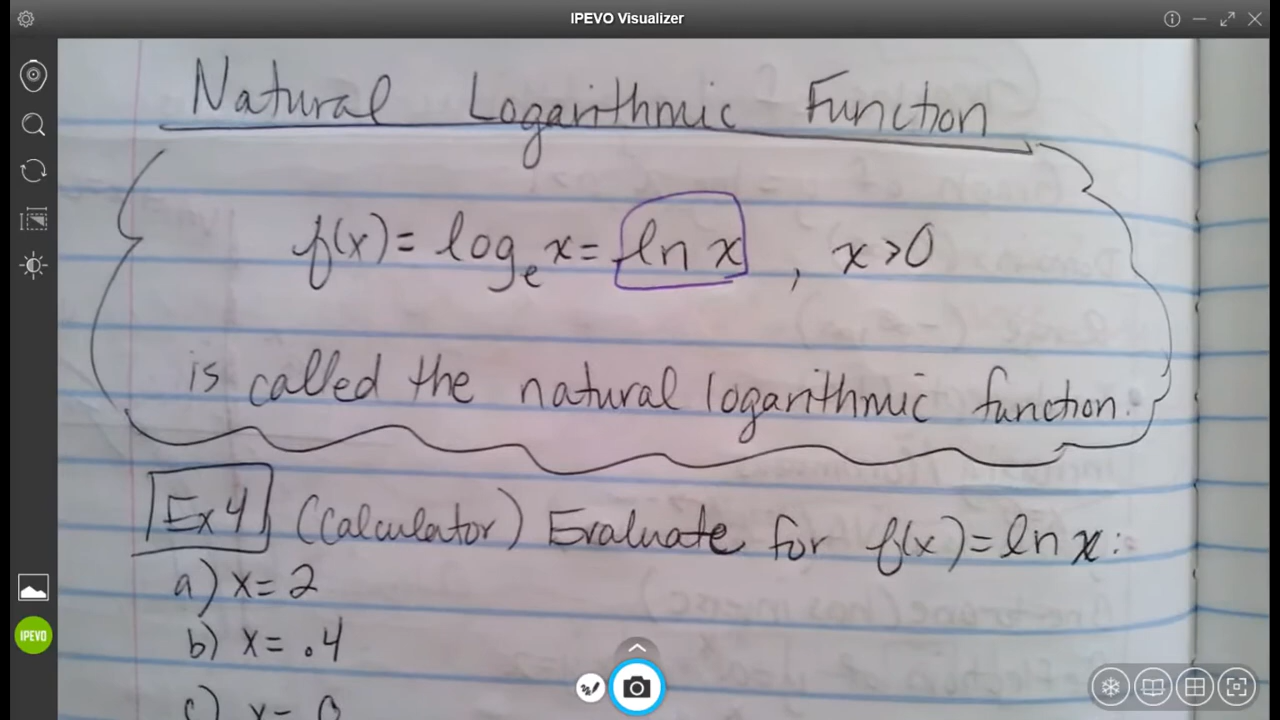 IPEVO Visualizer
Natural Logarithmic Function
f(x) = logₑ x = ln x , x>0
is called the natural logarithmic function.
Ex 4 (Calculator) Evaluate for f(x) = ln x :
a) x = 2
b) x = .4
IPEVO